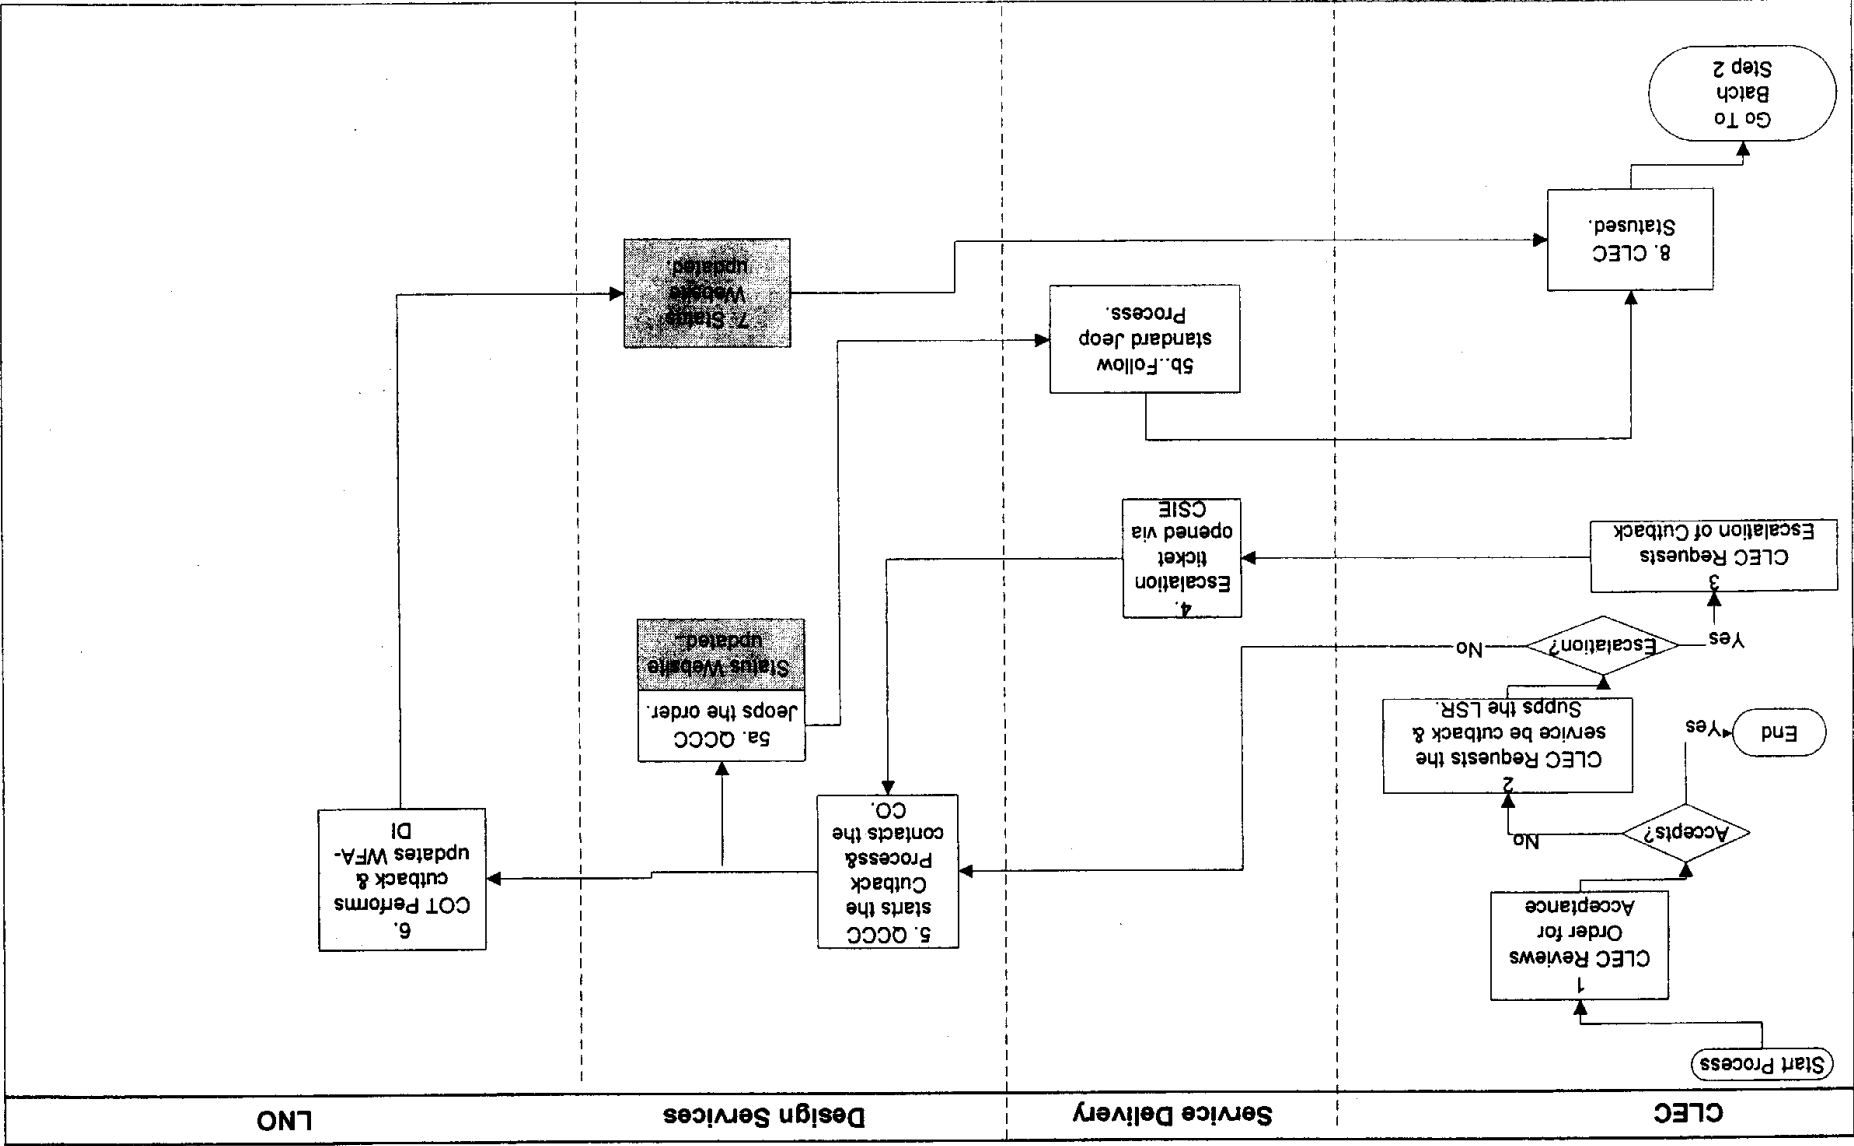 CLEC
Service Delivery
Design Services
LNO
Start Process
1
CLEC Reviews
Order for
Acceptance
Accepts?
No
Yes
End
2
CLEC Requests the
service be cutback &
Supps the LSR.
Escalation?
No
Yes
3
CLEC Requests
Escalation of Cutback
4.
Escalation
ticket
opened via
CSIE
5. QCCC
starts the
Cutback
Process&
contacts the
CO.
5a. QCCC
Jeops the order.
Status Website
updated.
6.
COT Performs
cutback &
updates WFA-
DI
5b..Follow
standard Jeop
Process.
7. Status
Website
updated.
8. CLEC
Statused.
Go To
Batch
Step 2